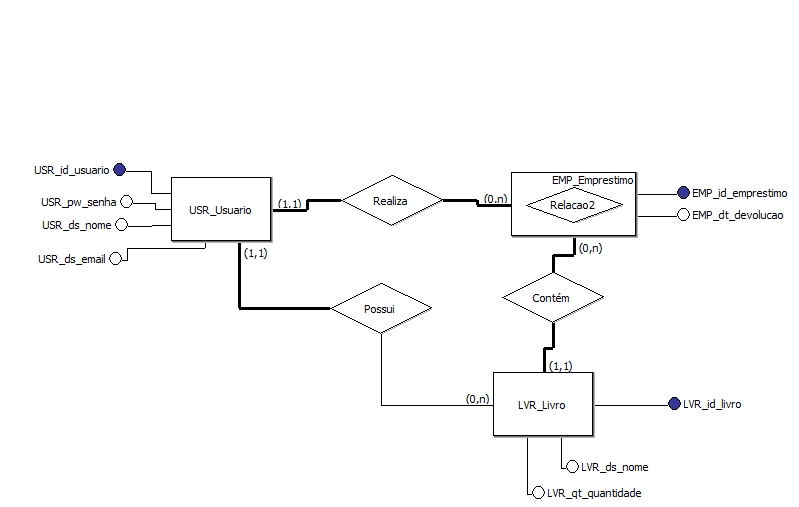 USR_id_usuario
USR_pw_senha
USR_ds_nome
USR_ds_email
USR_Usuario
(1,1)
(1,1)
Realiza
(0,n)
EMP_Emprestimo
Relacao2
EMP_id_emprestimo
EMP_dt_devolucao
(0,n)
Possui
Contém
(1,1)
(0,n)
LVR_Livro
LVR_id_livro
LVR_ds_nome
LVR_qt_quantidade